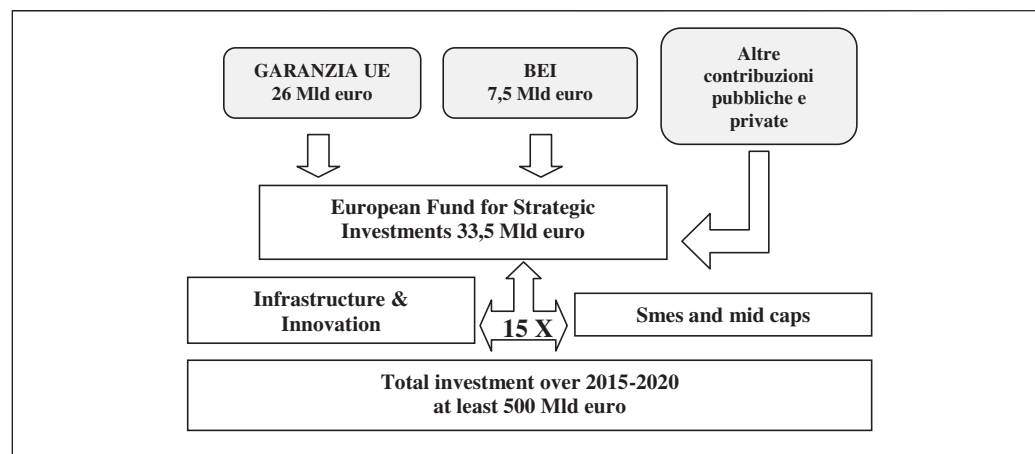 GARANZIA UE
26 Mld euro
BEI
7,5 Mld euro
Altre
contribuzioni
pubbliche e
private
European Fund for Strategic
Investments 33,5 Mld euro
Infrastructure &
Innovation
15 X
Smes and mid caps
Total investment over 2015-2020
at least 500 Mld euro